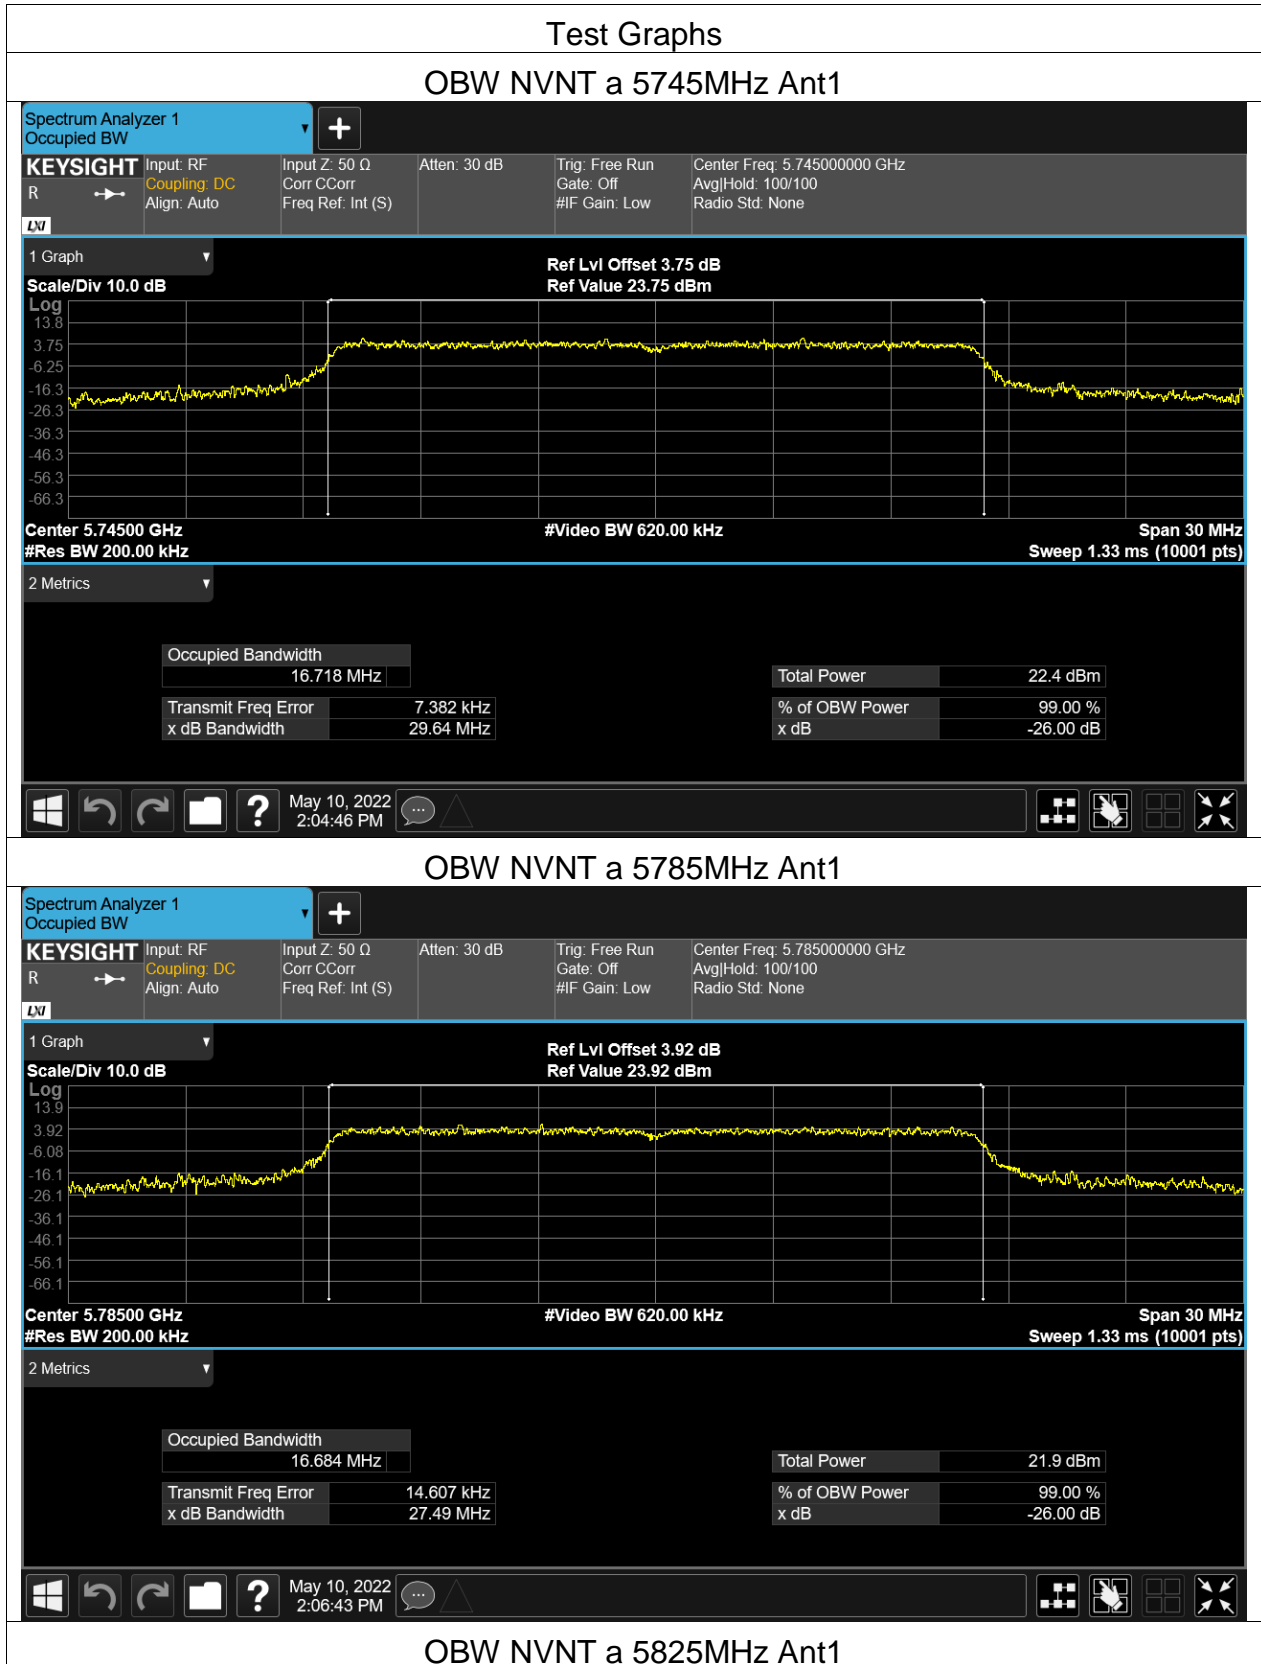 Test Graphs
OBW NVNT a 5745MHz Ant1
Spectrum Analyzer 1
Occupied BW
KEYSIGHT
R
LXI
Input: RF
Coupling: DC
Align: Auto
Input Z: 50 Ω
Corr CCorr
Freq Ref: Int (S)
Atten: 30 dB
Trig: Free Run
Gate: Off
#IF Gain: Low
Center Freq: 5.745000000 GHz
Avg|Hold: 100/100
Radio Std: None
1 Graph
Scale/Div 10.0 dB
Ref Lvl Offset 3.75 dB
Ref Value 23.75 dBm
Log
13.8
3.75
-6.25
-16.3
-26.3
-36.3
-46.3
-56.3
-66.3
Center 5.74500 GHz
#Res BW 200.00 kHz
#Video BW 620.00 kHz
Span 30 MHz
Sweep 1.33 ms (10001 pts)
2 Metrics
Occupied Bandwidth
16.718 MHz
Total Power 22.4 dBm
Transmit Freq Error 7.382 kHz
% of OBW Power 99.00 %
x dB Bandwidth 29.64 MHz
x dB -26.00 dB
May 10, 2022
2:04:46 PM
OBW NVNT a 5785MHz Ant1
Spectrum Analyzer 1
Occupied BW
KEYSIGHT
R
LXI
Input: RF
Coupling: DC
Align: Auto
Input Z: 50 Ω
Corr CCorr
Freq Ref: Int (S)
Atten: 30 dB
Trig: Free Run
Gate: Off
#IF Gain: Low
Center Freq: 5.785000000 GHz
Avg|Hold: 100/100
Radio Std: None
1 Graph
Scale/Div 10.0 dB
Ref Lvl Offset 3.92 dB
Ref Value 23.92 dBm
Log
13.9
3.92
-6.08
-16.1
-26.1
-36.1
-46.1
-56.1
-66.1
Center 5.78500 GHz
#Res BW 200.00 kHz
#Video BW 620.00 kHz
Span 30 MHz
Sweep 1.33 ms (10001 pts)
2 Metrics
Occupied Bandwidth
16.684 MHz
Total Power 21.9 dBm
Transmit Freq Error 14.607 kHz
% of OBW Power 99.00 %
x dB Bandwidth 27.49 MHz
x dB -26.00 dB
May 10, 2022
2:06:43 PM
OBW NVNT a 5825MHz Ant1